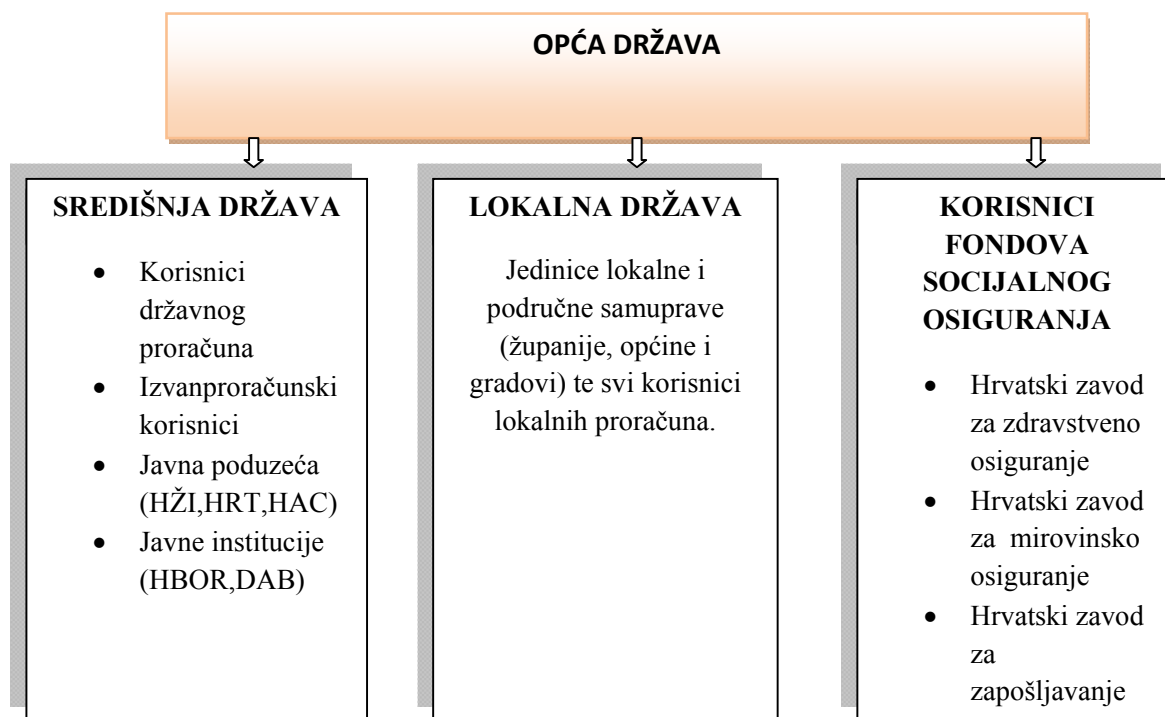 OPĆA DRŽAVA
SREDIŠNJA DRŽAVA
• Korisnici
državnog
proračuna
• Izvanproračunski
korisnici
• Javna poduzeća
(HŽI,HRT,HAC)
• Javne institucije
(HBOR,DAB)
LOKALNA DRŽAVA
Jedinice lokalne i
područne samuprave
(županije, općine i
gradovi) te svi korisnici
lokalnih proračuna.
KORISNICI
FONDOVA
SOCIJALNOG
OSIGURANJA
• Hrvatski zavod
za zdravstveno
osiguranje
• Hrvatski zavod
za mirovinsko
osiguranje
• Hrvatski zavod
za
zapošljavanje